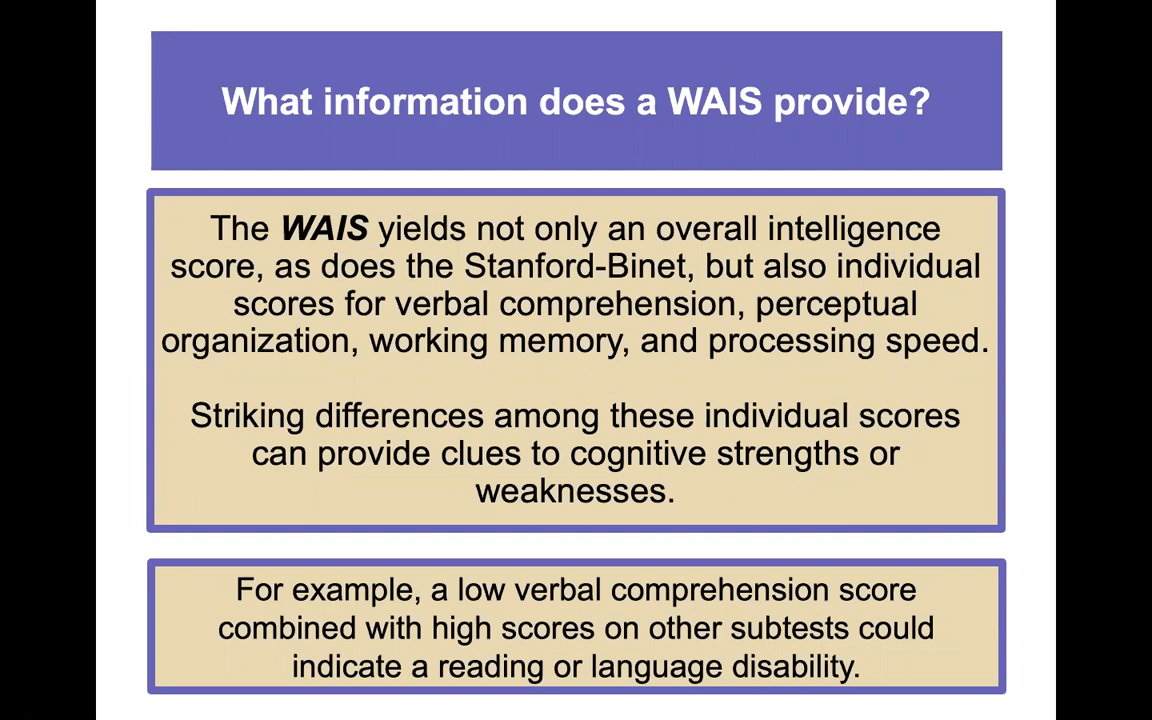 What information does a WAIS provide?
The WAIS yields not only an overall intelligence
score, as does the Stanford-Binet, but also individual
scores for verbal comprehension, perceptual
organization, working memory, and processing speed.
Striking differences among these individual scores
can provide clues to cognitive strengths or
weaknesses.
For example, a low verbal comprehension score
combined with high scores on other subtests could
indicate a reading or language disability.